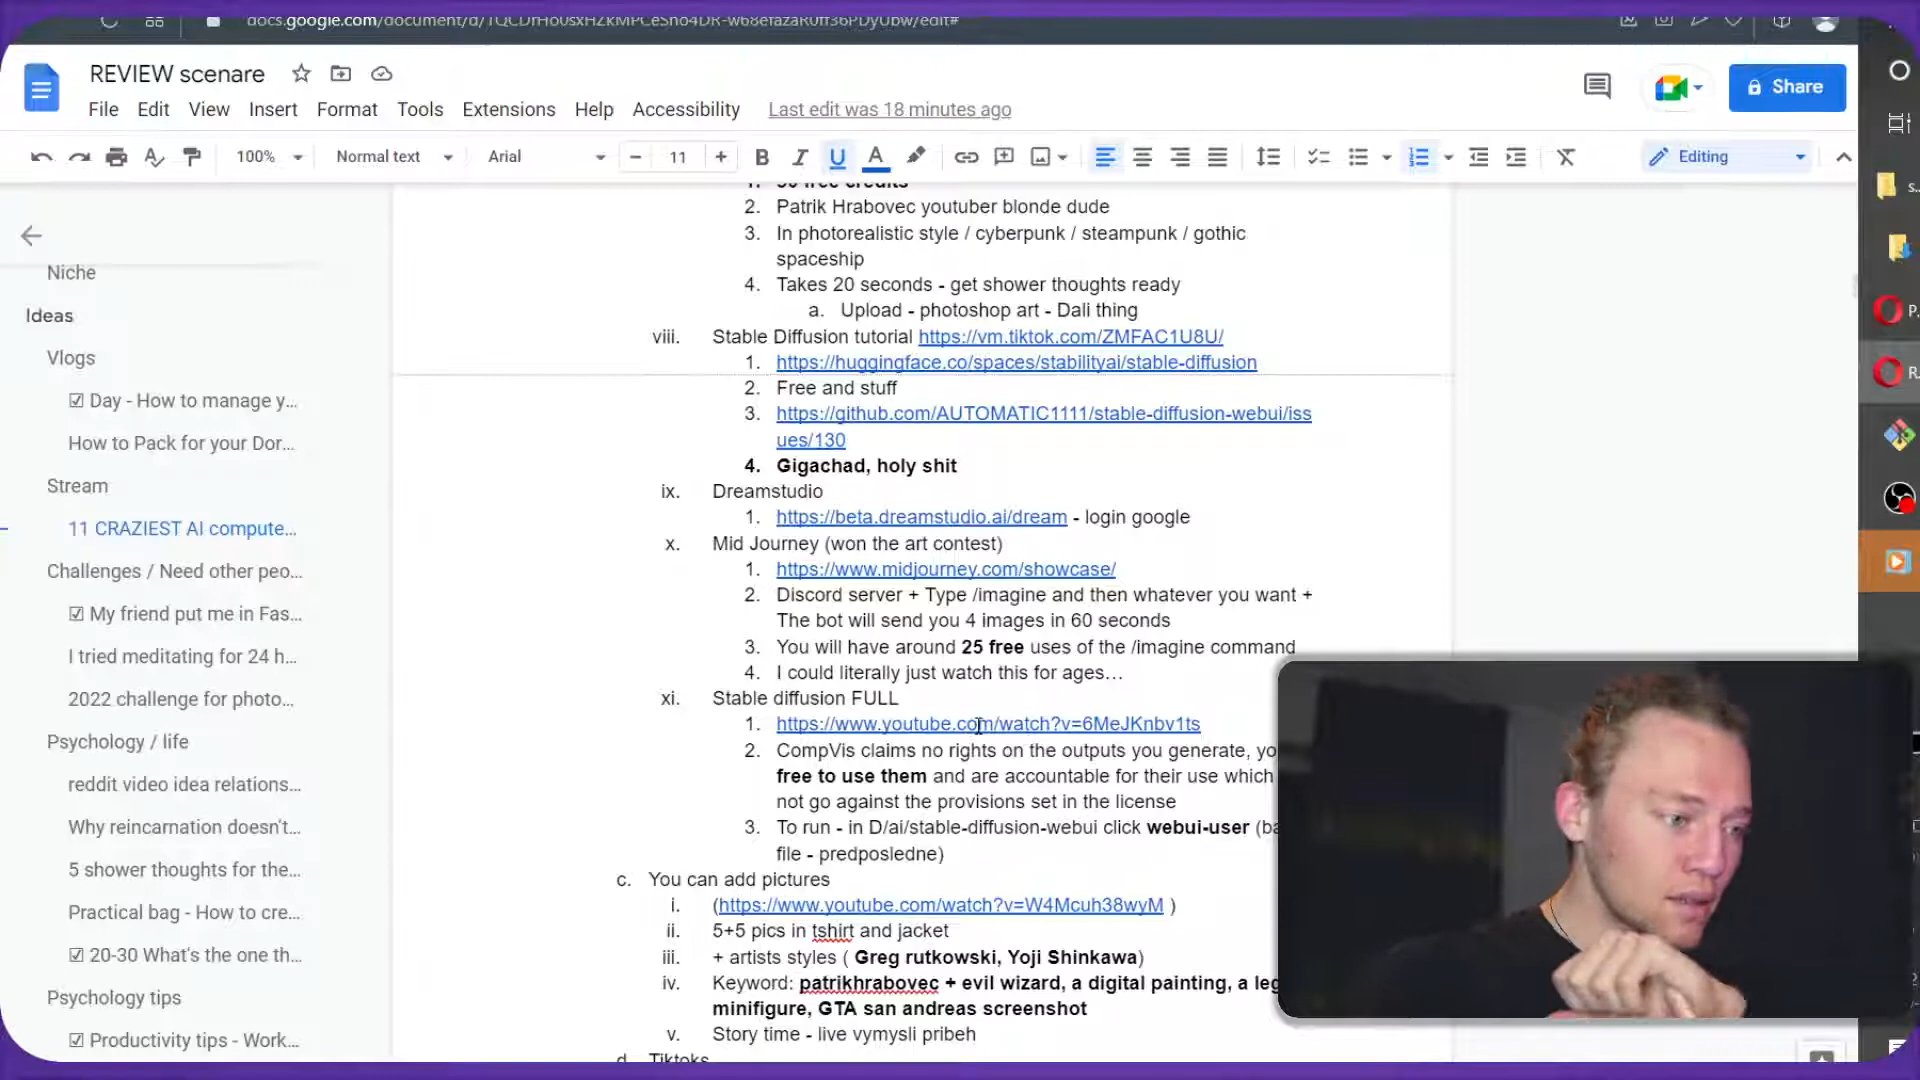 REVIEW scenare
File Edit View Insert Format Tools Extensions Help Accessibility Last edit was 18 minutes ago
Share
100% Normal text Arial 11 Editing
Niche
Ideas
Vlogs
☑ Day - How to manage y...
How to Pack for your Dor...
Stream
11 CRAZIEST AI compute...
Challenges / Need other peo...
☑ My friend put me in Fas...
I tried meditating for 24 h...
2022 challenge for photo...
Psychology / life
reddit video idea relations...
Why reincarnation doesn't...
5 shower thoughts for the...
Practical bag - How to cre...
☑ 20-30 What's the one th...
Psychology tips
☑ Productivity tips - Work...
2. Patrik Hrabovec youtuber blonde dude
3. In photorealistic style / cyberpunk / steampunk / gothic
spaceship
4. Takes 20 seconds - get shower thoughts ready
a. Upload - photoshop art - Dali thing
viii. Stable Diffusion tutorial https://vm.tiktok.com/ZMFAC1U8U/
1. https://huggingface.co/spaces/stabilityai/stable-diffusion
2. Free and stuff
3. https://github.com/AUTOMATIC1111/stable-diffusion-webui/iss
ues/130
4. Gigachad, holy shit
ix. Dreamstudio
1. https://beta.dreamstudio.ai/dream - login google
x. Mid Journey (won the art contest)
1. https://www.midjourney.com/showcase/
2. Discord server + Type /imagine and then whatever you want +
The bot will send you 4 images in 60 seconds
3. You will have around 25 free uses of the /imagine command
4. I could literally just watch this for ages…
xi. Stable diffusion FULL
1. https://www.youtube.com/watch?v=6MeJKnbv1ts
2. CompVis claims no rights on the outputs you generate, yo
free to use them and are accountable for their use which
not go against the provisions set in the license
3. To run - in D/ai/stable-diffusion-webui click webui-user (ba
file - predposledne)
c. You can add pictures
i. (https://www.youtube.com/watch?v=W4Mcuh38wyM )
ii. 5+5 pics in tshirt and jacket
iii. + artists styles ( Greg rutkowski, Yoji Shinkawa)
iv. Keyword: patrikhrabovec + evil wizard, a digital painting, a leg
minifigure, GTA san andreas screenshot
v. Story time - live vymysli pribeh
d. Tiktoks
s..
P.
R.